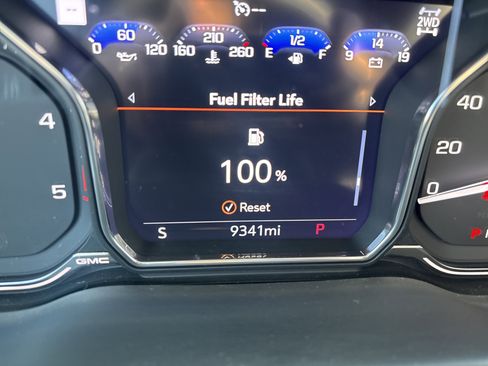 --
0 60 120
160 210 260
E 1/2 F
9 14 19
2WD
Fuel Filter Life
100 %
Reset
S 9341mi P
4
5
40
20
0
P
GMC